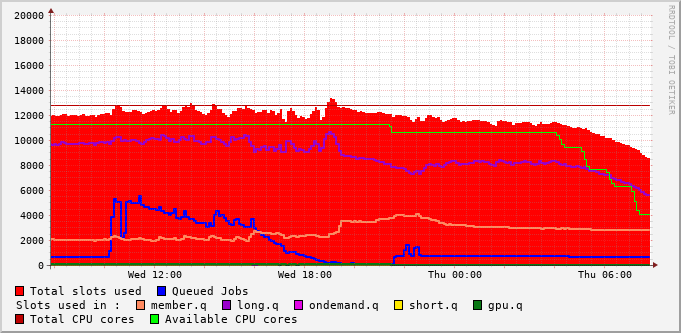 20000
18000
16000
14000
12000
10000
8000
6000
4000
2000
0
Wed 12:00 Wed 18:00 Thu 00:00 Thu 06:00
Total slots used Queued Jobs
Slots used in : member.q long.q ondemand.q short.q gpu.q
Total CPU cores Available CPU cores
RRDTOOL / TOBI OETIKER